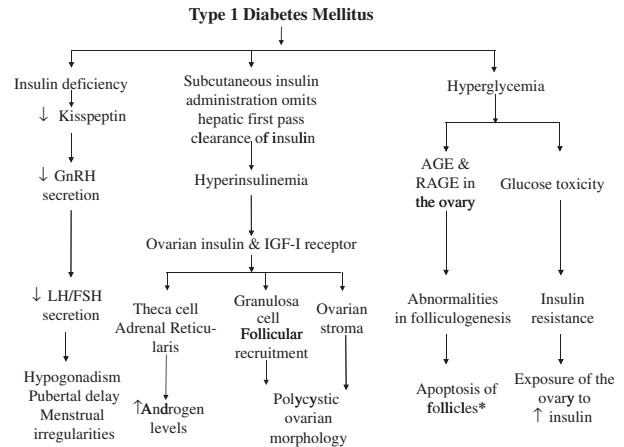 Type 1 Diabetes Mellitus
Insulin deficiency
↓ Kisspeptin
↓ GnRH
secretion
↓ LH/FSH
secretion
Hypogonadism
Pubertal delay
Menstrual
irregularities
Subcutaneous insulin
administration omits
hepatic first pass
clearance of insulin
Hyperinsulinemia
Ovarian insulin & IGF-I receptor
Theca cell
Adrenal Reticu-
laris
↑Androgen
levels
Granulosa
cell
Follicular
recruitment
Ovarian
stroma
Polycystic
ovarian
morphology
Hyperglycemia
AGE &
RAGE in
the ovary
Abnormalities
in folliculogenesis
Apoptosis of
follicles*
Glucose toxicity
Insulin
resistance
Exposure of the
ovary to
↑ insulin